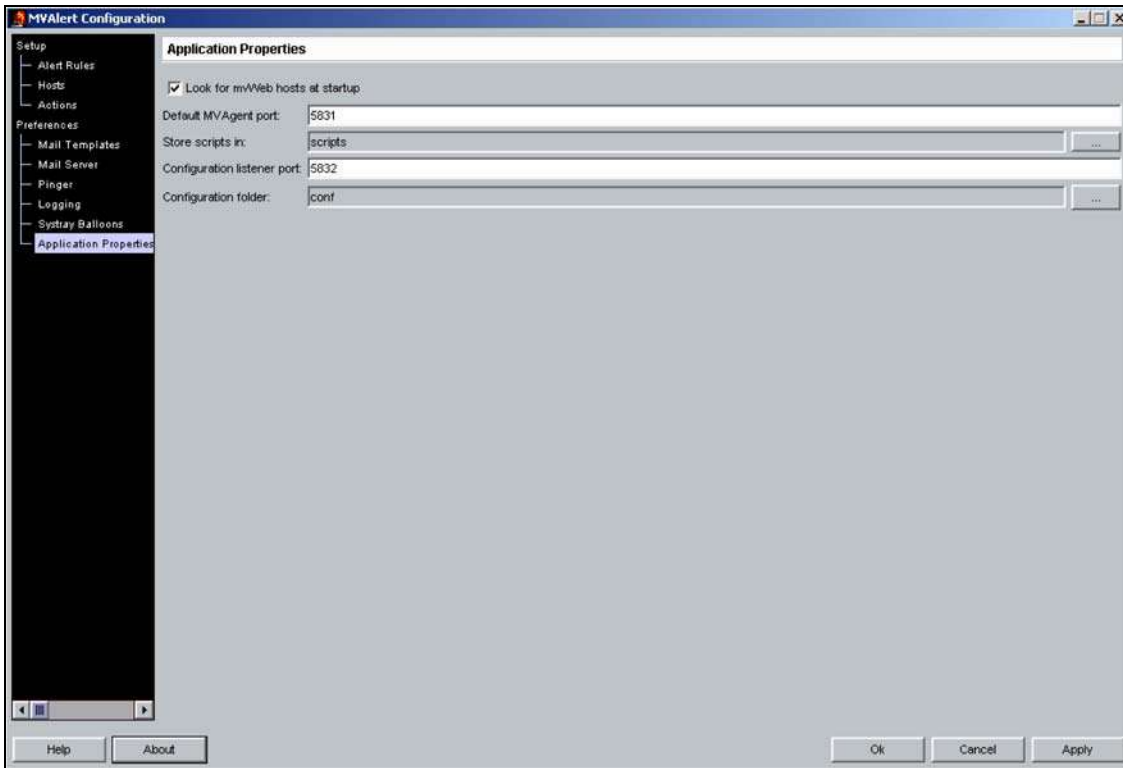 MVAlert Configuration
Setup
Alert Rules
Hosts
Actions
Preferences
Mail Templates
Mail Server
Pinger
Logging
Systray Balloons
Application Properties
Application Properties
Look for mvWeb hosts at startup
Default MVAgent port: 5831
Store scripts in: scripts ...
Configuration listener port: 5832
Configuration folder: conf ...
Help About Ok Cancel Apply